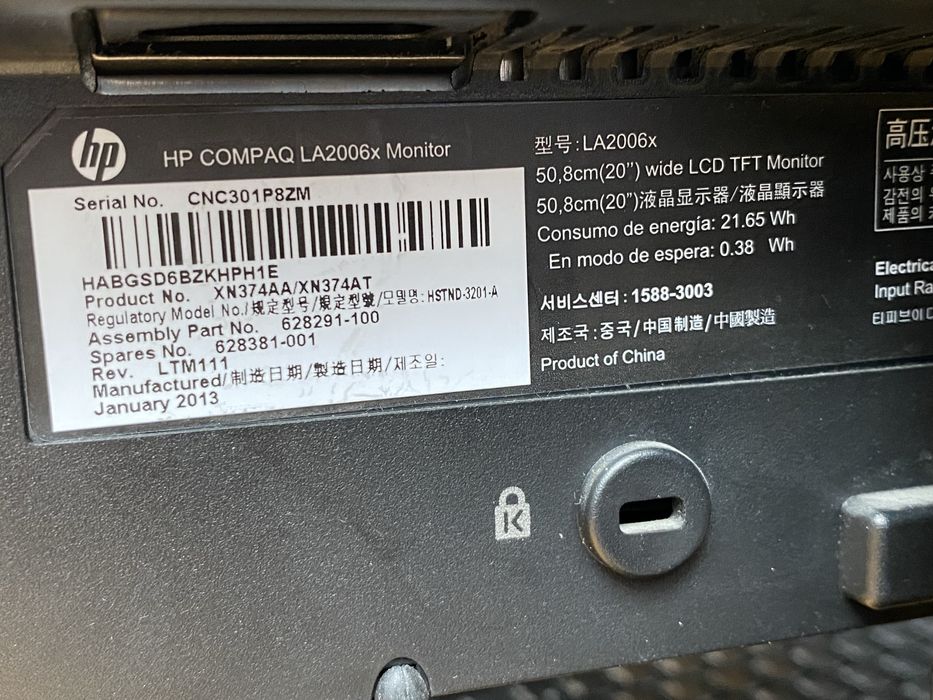 hp
HP COMPAQ LA2006x Monitor
Serial No. CNC301P8ZM
HABGSD6BZKHPH1E
Product No. XN374AA/XN374AT
Regulatory Model No./规定型号/規定型號/모델명: HSTND-3201-A
Assembly Part No. 628291-100
Spares No. 628381-001
Rev. LTM111
Manufactured/制造日期/製造日期/제조일:
January 2013
型号:LA2006x
50,8cm(20'') wide LCD TFT Monitor
50,8cm(20'')液晶显示器/液晶顯示器
Consumo de energía: 21.65 Wh
En modo de espera: 0.38 Wh
서비스센터 : 1588-3003
제조국 : 중국/中国制造/中國製造
Product of China
高压
사용상
감전의
제품의
Electrica
Input Ra
티피브이
K